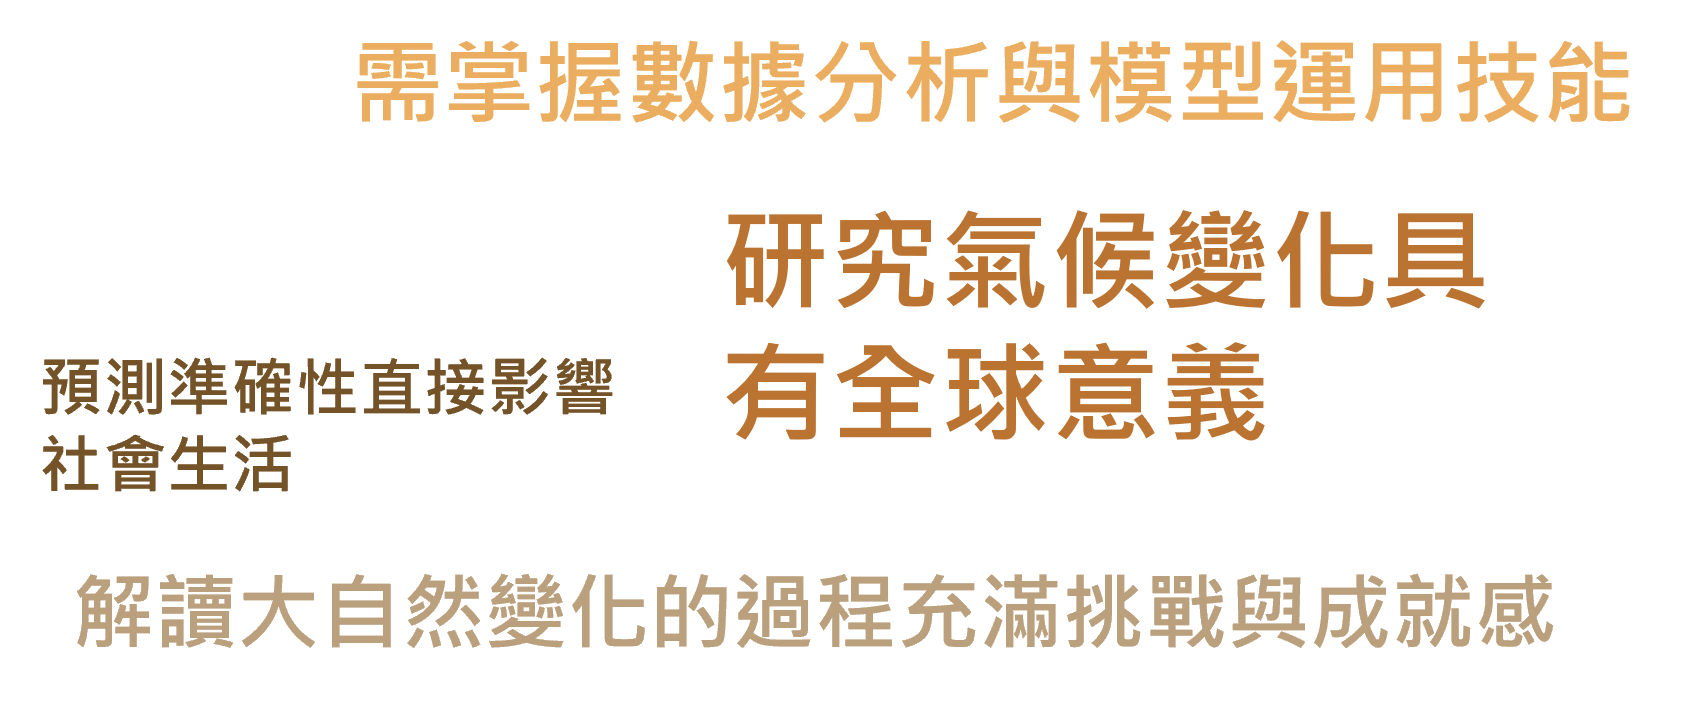 需掌握數據分析與模型運用技能
研究氣候變化具
有全球意義
預測準確性直接影響
社會生活
解讀大自然變化的過程充滿挑戰與成就感